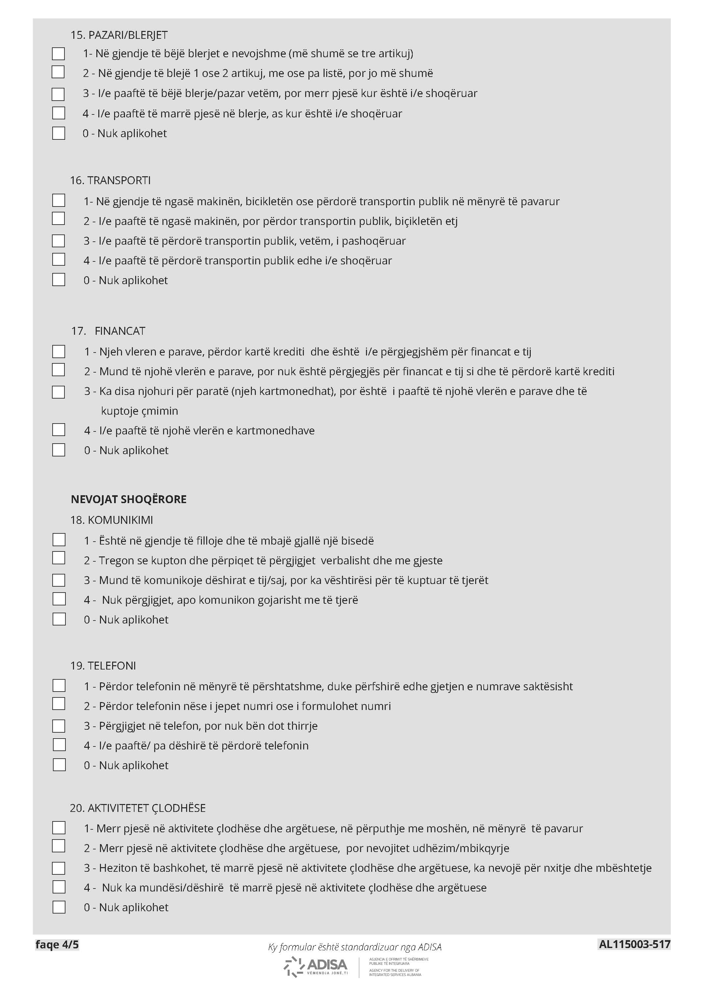 15. PAZARI/BLERJET
1- Në gjendje të bëjë blerjet e nevojshme (më shumë se tre artikuj)
2 - Në gjendje të blejë 1 ose 2 artikuj, me ose pa listë, por jo më shumë
3 - I/e paaftë të bëjë blerje/pazar vetëm, por merr pjesë kur është i/e shoqëruar
4 - I/e paaftë të marrë pjesë në blerje, as kur është i/e shoqëruar
0 - Nuk aplikohet
16. TRANSPORTI
1- Në gjendje të ngasë makinën, bicikletën ose përdorë transportin publik në mënyrë të pavarur
2 - I/e paaftë të ngasë makinën, por përdor transportin publik, biçikletën etj
3 - I/e paaftë të përdorë transportin publik, vetëm, i pashoqëruar
4 - I/e paaftë të përdorë transportin publik edhe i/e shoqëruar
0 - Nuk aplikohet
17. FINANCAT
1 - Njeh vleren e parave, përdor kartë krediti dhe është i/e përgjegjshëm për financat e tij
2 - Mund të njohë vlerën e parave, por nuk është përgjegjës për financat e tij si dhe të përdorë kartë krediti
3 - Ka disa njohuri për paratë (njeh kartmonedhat), por është i paaftë të njohë vlerën e parave dhe të
kuptoje çmimin
4 - I/e paaftë të njohë vlerën e kartmonedhave
0 - Nuk aplikohet
NEVOJAT SHOQËRORE
18. KOMUNIKIMI
1 - Është në gjendje të filloje dhe të mbajë gjallë një bisedë
2 - Tregon se kupton dhe përpiqet të përgjigjet verbalisht dhe me gjeste
3 - Mund të komunikoje dëshirat e tij/saj, por ka vështirësi për të kuptuar të tjerët
4 - Nuk përgjigjet, apo komunikon gojarisht me të tjerë
0 - Nuk aplikohet
19. TELEFONI
1 - Përdor telefonin në mënyrë të përshtatshme, duke përfshirë edhe gjetjen e numrave saktësisht
2 - Përdor telefonin nëse i jepet numri ose i formulohet numri
3 - Përgjigjet në telefon, por nuk bën dot thirrje
4 - I/e paaftë/ pa dëshirë të përdorë telefonin
0 - Nuk aplikohet
20. AKTIVITETET ÇLODHËSE
1- Merr pjesë në aktivitete çlodhëse dhe argëtuese, në përputhje me moshën, në mënyrë të pavarur
2 - Merr pjesë në aktivitete çlodhëse dhe argëtuese, por nevojitet udhëzim/mbikqyrje
3 - Heziton të bashkohet, të marrë pjesë në aktivitete çlodhëse dhe argëtuese, ka nevojë për nxitje dhe mbështetje
4 - Nuk ka mundësi/dëshirë të marrë pjesë në aktivitete çlodhëse dhe argëtuese
0 - Nuk aplikohet
faqe 4/5
Ky formular është standardizuar nga ADISA
AL115003-517
ADISA
VËMENDJA JONË, TI
AGJENCIA E OFRIMIT TË SHËRBIMEVE
PUBLIKE TË INTEGRUARA
AGENCY FOR THE DELIVERY OF
INTEGRATED SERVICES ALBANIA